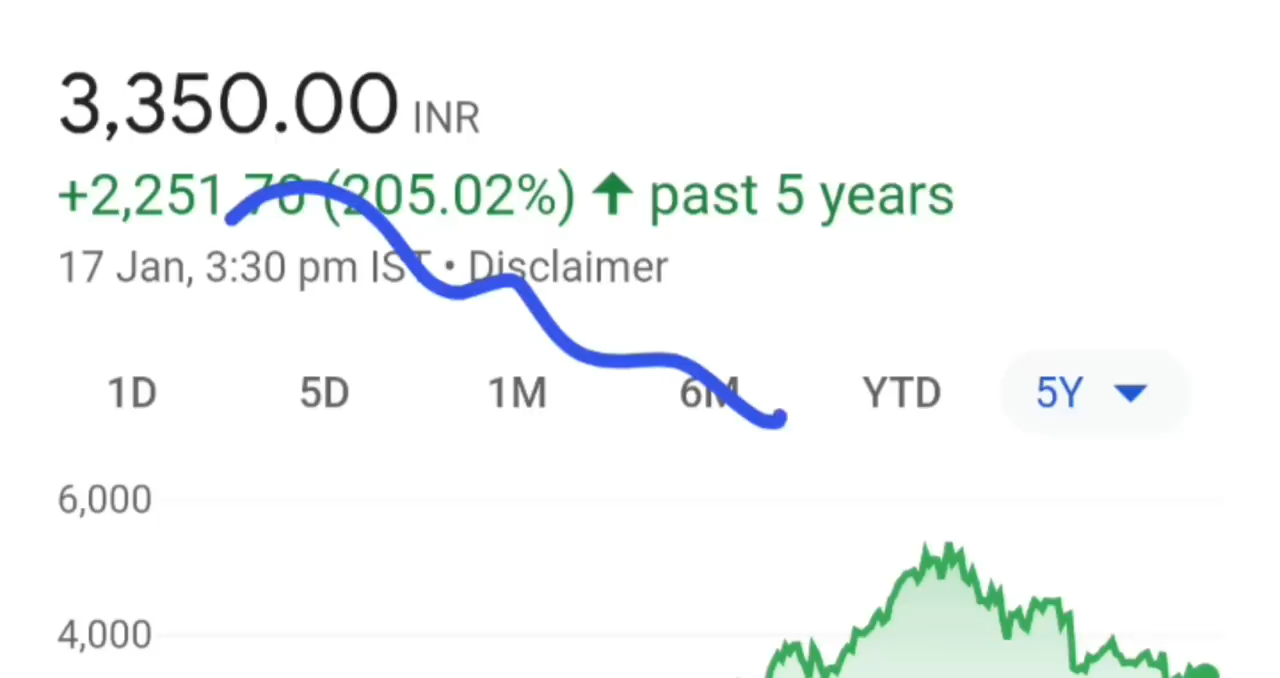 3,350.00 INR
+2,251.70 (205.02%) ↑ past 5 years
17 Jan, 3:30 pm IST • Disclaimer
1D 5D 1M 6M YTD 5Y ▼
6,000
4,000